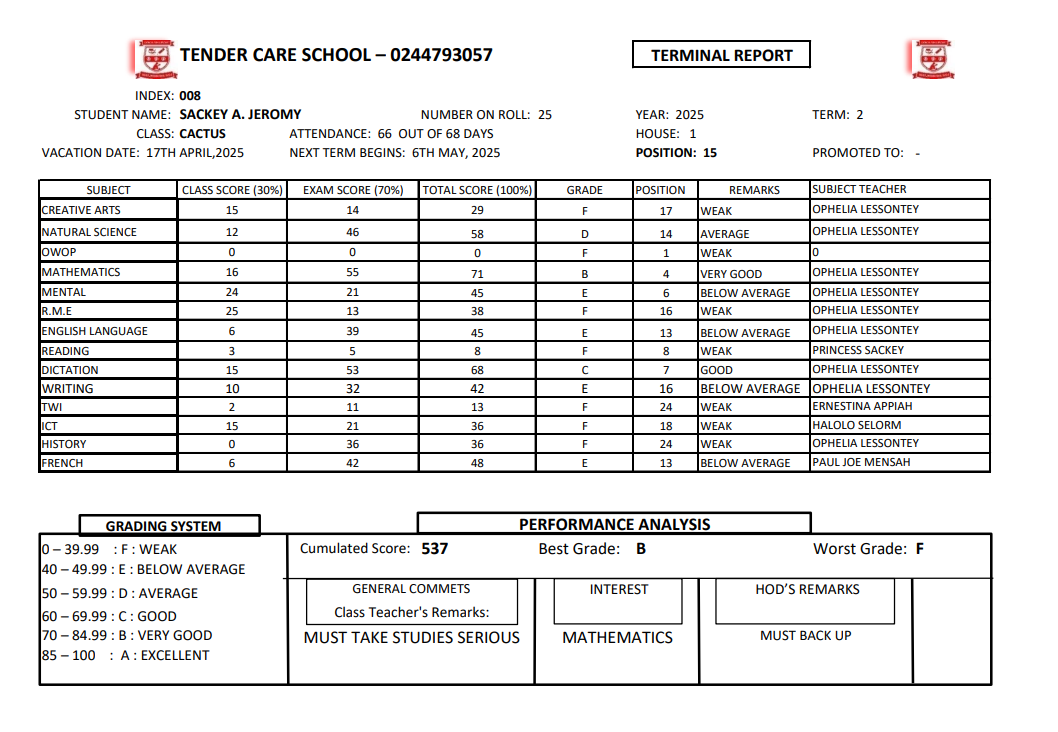 TENDER CARE SCHOOL – 0244793057 TERMINAL REPORT
INDEX: 008
STUDENT NAME: SACKEY A. JEROMY NUMBER ON ROLL: 25 YEAR: 2025 TERM: 2
CLASS: CACTUS ATTENDANCE: 66 OUT OF 68 DAYS HOUSE: 1
VACATION DATE: 17TH APRIL,2025 NEXT TERM BEGINS: 6TH MAY, 2025 POSITION: 15 PROMOTED TO: -
SUBJECT CLASS SCORE (30%) EXAM SCORE (70%) TOTAL SCORE (100%) GRADE POSITION REMARKS SUBJECT TEACHER
CREATIVE ARTS 15 14 29 F 17 WEAK OPHELIA LESSONTEY
NATURAL SCIENCE 12 46 58 D 14 AVERAGE OPHELIA LESSONTEY
OWOP 0 0 0 F 1 WEAK 0
MATHEMATICS 16 55 71 B 4 VERY GOOD OPHELIA LESSONTEY
MENTAL 24 21 45 E 6 BELOW AVERAGE OPHELIA LESSONTEY
R.M.E 25 13 38 F 16 WEAK OPHELIA LESSONTEY
ENGLISH LANGUAGE 6 39 45 E 13 BELOW AVERAGE OPHELIA LESSONTEY
READING 3 5 8 F 8 WEAK PRINCESS SACKEY
DICTATION 15 53 68 C 7 GOOD OPHELIA LESSONTEY
WRITING 10 32 42 E 16 BELOW AVERAGE OPHELIA LESSONTEY
TWI 2 11 13 F 24 WEAK ERNESTINA APPIAH
ICT 15 21 36 F 18 WEAK HALOLO SELORM
HISTORY 0 36 36 F 24 WEAK OPHELIA LESSONTEY
FRENCH 6 42 48 E 13 BELOW AVERAGE PAUL JOE MENSAH
GRADING SYSTEM
0 – 39.99 : F : WEAK
40 – 49.99 : E : BELOW AVERAGE
50 – 59.99 : D : AVERAGE
60 – 69.99 : C : GOOD
70 – 84.99 : B : VERY GOOD
85 – 100 : A : EXCELLENT
PERFORMANCE ANALYSIS
Cumulated Score: 537 Best Grade: B Worst Grade: F
GENERAL COMMETS
Class Teacher's Remarks:
MUST TAKE STUDIES SERIOUS
INTEREST
MATHEMATICS
HOD'S REMARKS
MUST BACK UP